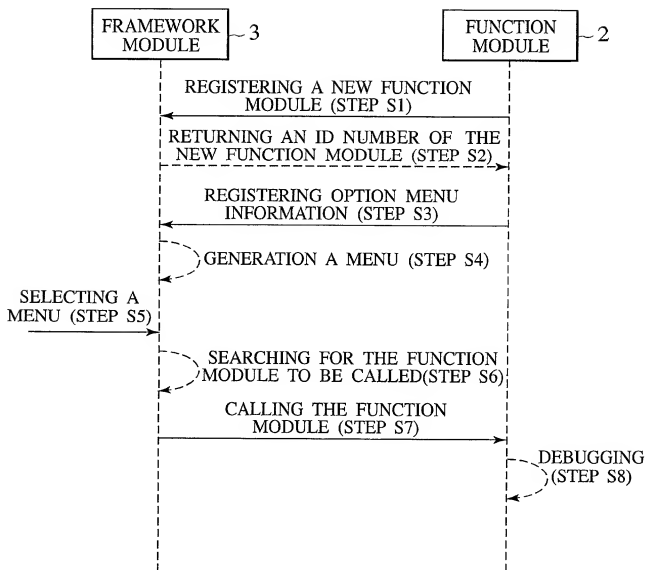 FRAMEWORK
MODULE
3
FUNCTION
MODULE
2
REGISTERING A NEW FUNCTION
MODULE (STEP S1)
RETURNING AN ID NUMBER OF THE
NEW FUNCTION MODULE (STEP S2)
REGISTERING OPTION MENU
INFORMATION (STEP S3)
GENERATION A MENU (STEP S4)
SELECTING A
MENU (STEP S5)
SEARCHING FOR THE FUNCTION
MODULE TO BE CALLED(STEP S6)
CALLING THE FUNCTION
MODULE (STEP S7)
DEBUGGING
(STEP S8)